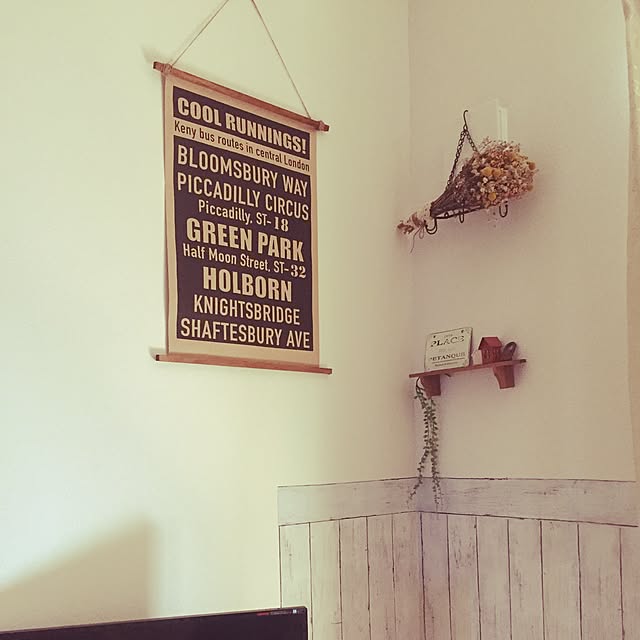 COOL RUNNINGS!
Keny bus routes in central London
BLOOMSBURY WAY
PICCADILLY CIRCUS
Piccadilly, ST-18
GREEN PARK
Half Moon Street, ST-32
HOLBORN
KNIGHTSBRIDGE
SHAFTESBURY AVE
PLACE
PETANQUE